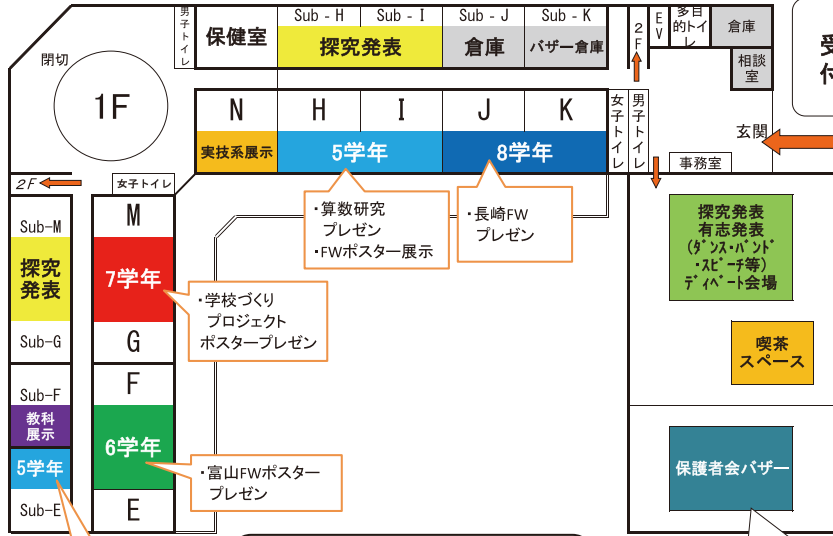 閉切
1F
男子トイレ
保健室
Sub - H
Sub - I
Sub - J
Sub - K
探究発表
倉庫
バザー倉庫
2F
EV
多目
的トイ
レ
倉庫
相談
室
受
付
N
H
I
J
K
実技系展示
5学年
8学年
女子トイレ
男子トイレ
玄関
事務室
2F
女子トイレ
・算数研究
プレゼン
・FWポスター展示
・長崎FW
プレゼン
探究発表
有志発表
(ダンス・バンド
・スピーチ等)
ディベート会場
Sub-M
探究
発表
Sub-G
M
7学年
G
・学校づくり
プロジェクト
ポスタープレゼン
喫茶
スペース
Sub-F
教科
展示
5学年
Sub-E
F
6学年
E
・富山FWポスター
プレゼン
保護者会バザー